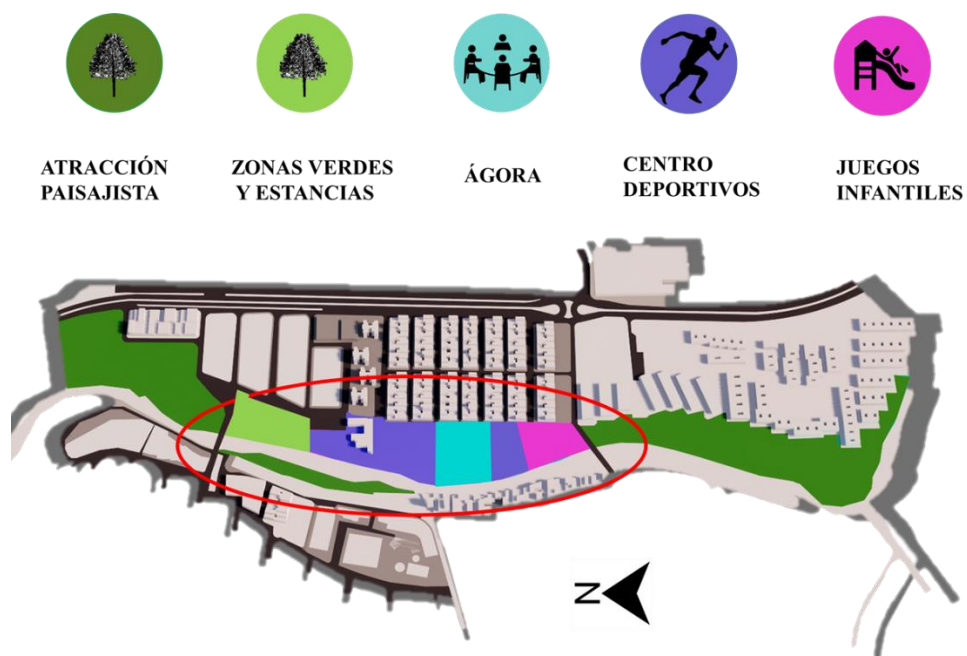 ATRACCIÓN
PAISAJISTA
ZONAS VERDES
Y ESTANCIAS
ÁGORA
CENTRO
DEPORTIVOS
JUEGOS
INFANTILES
N